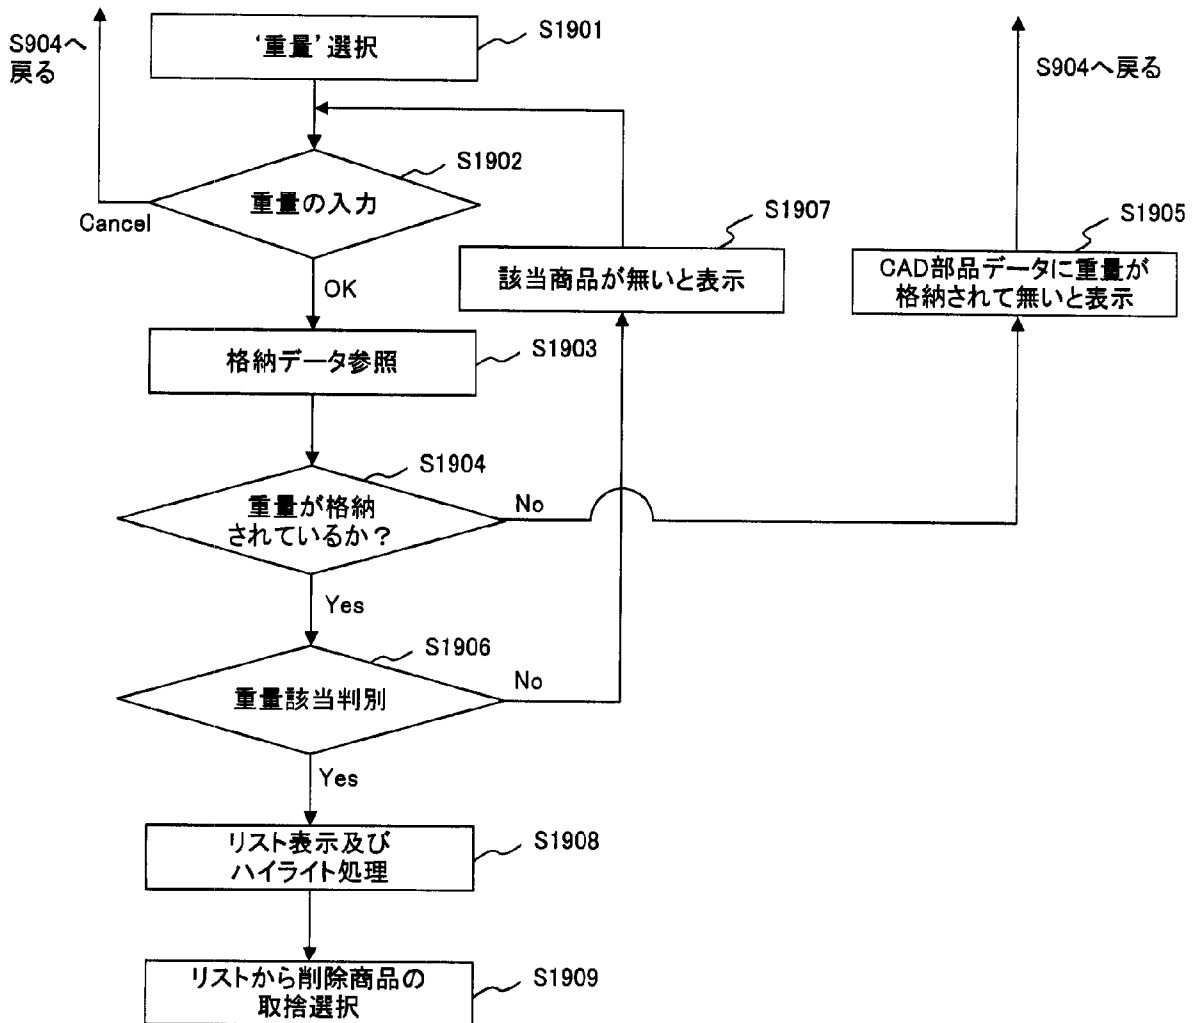 S904へ
戻る
‘重量’選択
S1901
S904へ戻る
S1902
重量の入力
Cancel
OK
S1907
該当商品が無いと表示
S1905
CAD部品データに重量が
格納されて無いと表示
格納データ参照
S1903
S1904
重量が格納
されているか？
No
Yes
S1906
重量該当判別
No
Yes
リスト表示及び
ハイライト処理
S1908
リストから削除商品の
取捨選択
S1909